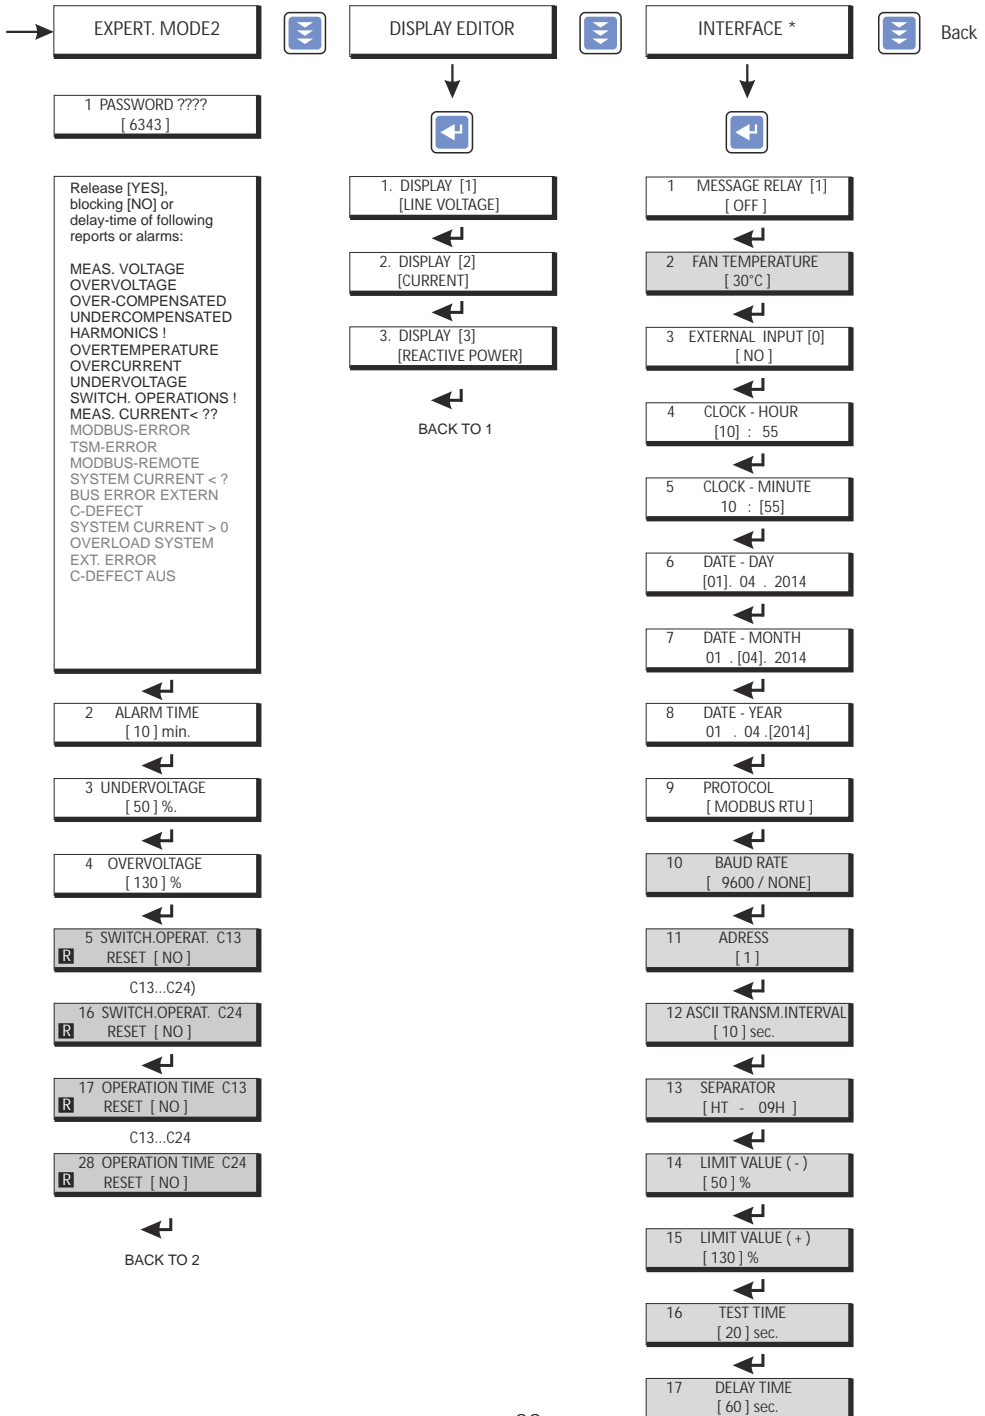 EXPERT. MODE2
DISPLAY EDITOR
INTERFACE *
Back
1 PASSWORD ????
[ 6343 ]
Release [YES],
blocking [NO] or
delay-time of following
reports or alarms:
MEAS. VOLTAGE
OVERVOLTAGE
OVER-COMPENSATED
UNDERCOMPENSATED
HARMONICS !
OVERTEMPERATURE
OVERCURRENT
UNDERVOLTAGE
SWITCH. OPERATIONS !
MEAS. CURRENT< ??
MODBUS-ERROR
TSM-ERROR
MODBUS-REMOTE
SYSTEM CURRENT < ?
BUS ERROR EXTERN
C-DEFECT
SYSTEM CURRENT > 0
OVERLOAD SYSTEM
EXT. ERROR
C-DEFECT AUS
2 ALARM TIME
[ 10 ] min.
3 UNDERVOLTAGE
[ 50 ] %.
4 OVERVOLTAGE
[ 130 ] %
5 SWITCH.OPERAT. C13
R RESET [ NO ]
C13...C24)
16 SWITCH.OPERAT. C24
R RESET [ NO ]
17 OPERATION TIME C13
R RESET [ NO ]
C13...C24
28 OPERATION TIME C24
R RESET [ NO ]
BACK TO 2
1. DISPLAY [1]
[LINE VOLTAGE]
2. DISPLAY [2]
[CURRENT]
3. DISPLAY [3]
[REACTIVE POWER]
BACK TO 1
1 MESSAGE RELAY [1]
[ OFF ]
2 FAN TEMPERATURE
[ 30°C ]
3 EXTERNAL INPUT [0]
[ NO ]
4 CLOCK - HOUR
[10] : 55
5 CLOCK - MINUTE
10 : [55]
6 DATE - DAY
[01]. 04 . 2014
7 DATE - MONTH
01 . [04]. 2014
8 DATE - YEAR
01 . 04 .[2014]
9 PROTOCOL
[ MODBUS RTU ]
10 BAUD RATE
[ 9600 / NONE]
11 ADRESS
[ 1 ]
12 ASCII TRANSM.INTERVAL
[ 10 ] sec.
13 SEPARATOR
[ HT - 09H ]
14 LIMIT VALUE ( - )
[ 50 ] %
15 LIMIT VALUE ( + )
[ 130 ] %
16 TEST TIME
[ 20 ] sec.
17 DELAY TIME
[ 60 ] sec.